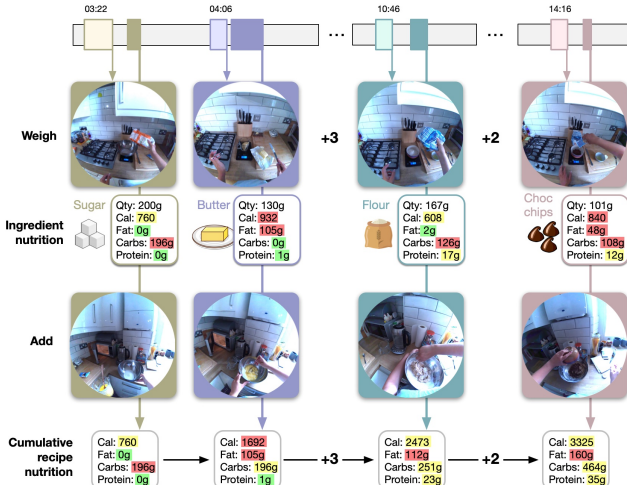 03:22
04:06
10:46
14:16
...
...
Weigh
+3
+2
Ingredient
nutrition
Sugar
Qty: 200g
Cal: 760
Fat: 0g
Carbs: 196g
Protein: 0g
Butter
Qty: 130g
Cal: 932
Fat: 105g
Carbs: 0g
Protein: 1g
Flour
Qty: 167g
Cal: 608
Fat: 2g
Carbs: 126g
Protein: 17g
Choc
chips
Qty: 101g
Cal: 840
Fat: 48g
Carbs: 108g
Protein: 12g
Add
Cumulative
recipe
nutrition
Cal: 760
Fat: 0g
Carbs: 196g
Protein: 0g
Cal: 1692
Fat: 105g
Carbs: 196g
Protein: 1g
+3
Cal: 2473
Fat: 112g
Carbs: 251g
Protein: 23g
+2
Cal: 3325
Fat: 160g
Carbs: 464g
Protein: 35g